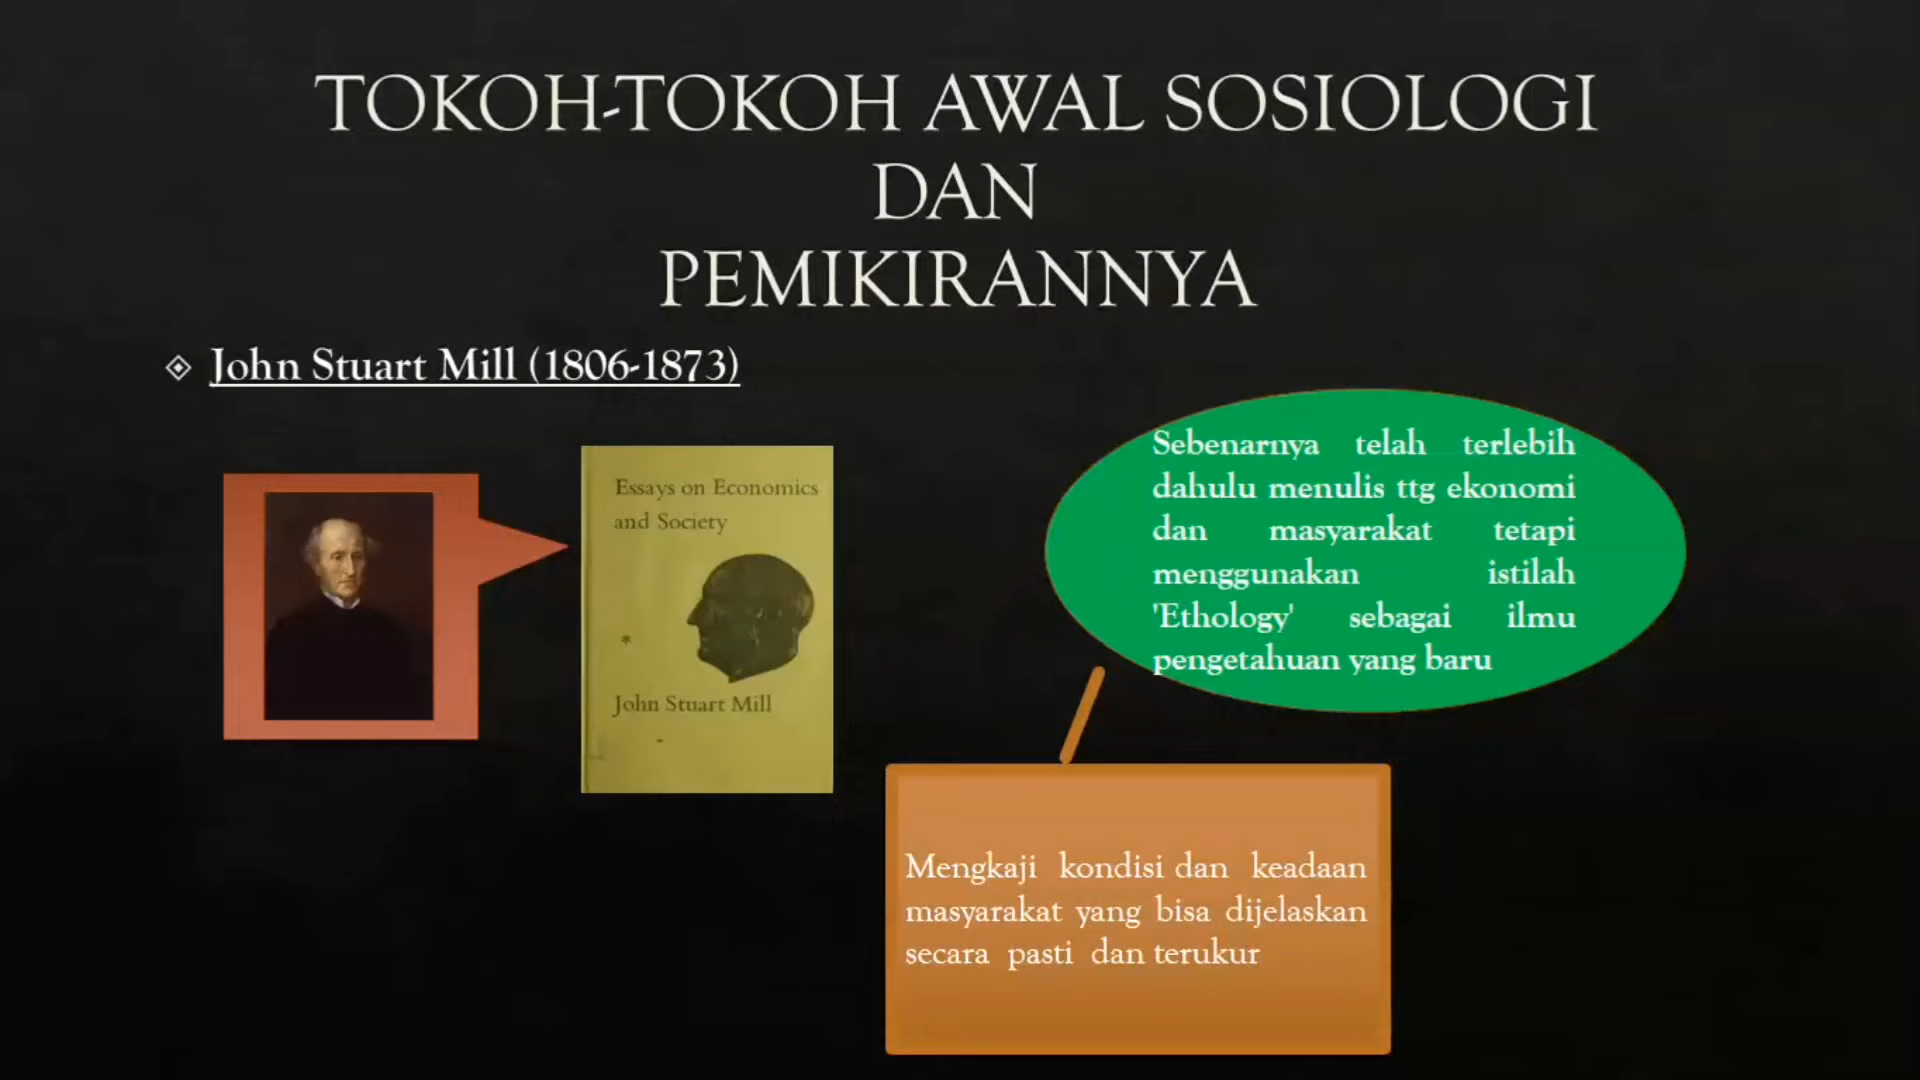 TOKOH-TOKOH AWAL SOSIOLOGI
DAN
PEMIKIRANNYA
John Stuart Mill (1806-1873)
Essays on Economics
and Society
*
John Stuart Mill
Sebenarnya telah terlebih
dahulu menulis ttg ekonomi
dan masyarakat tetapi
menggunakan istilah
'Ethology' sebagai ilmu
pengetahuan yang baru
Mengkaji kondisi dan keadaan
masyarakat yang bisa dijelaskan
secara pasti dan terukur